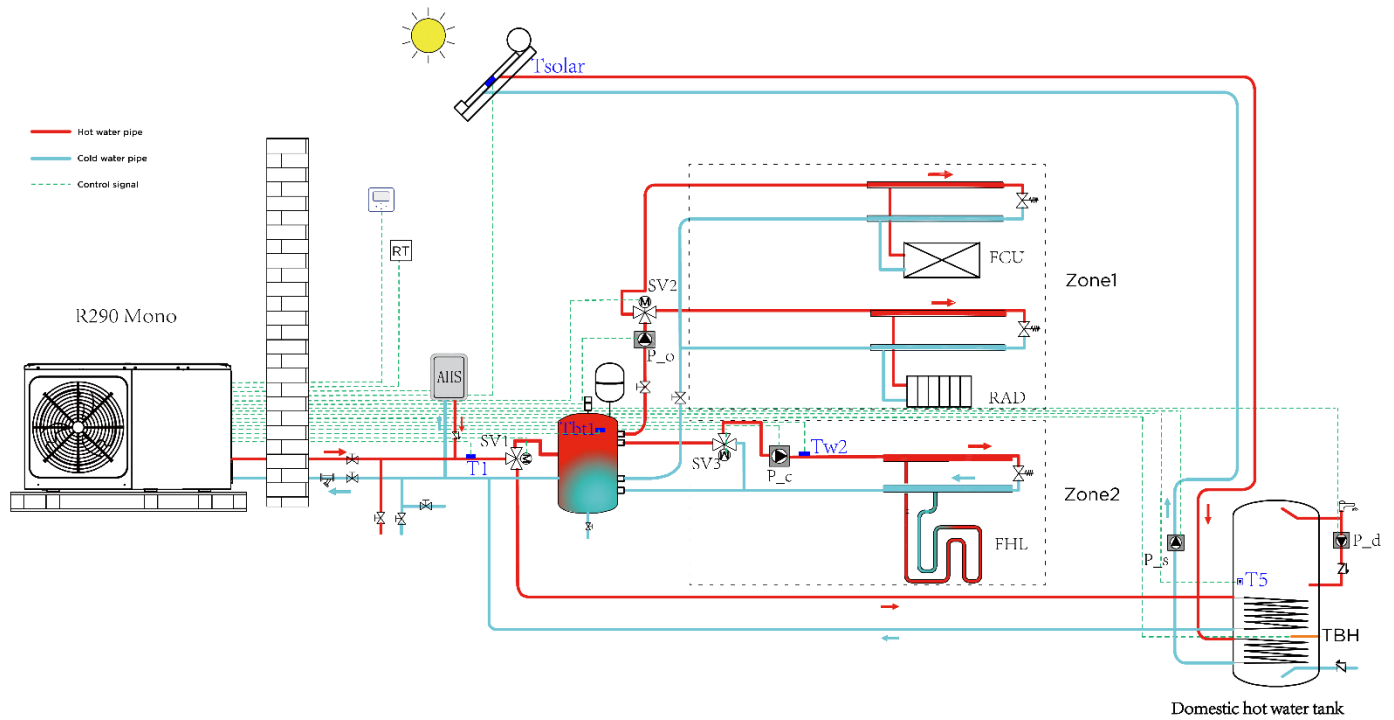 Tsolar
Hot water pipe
Cold water pipe
Control signal
RT
FCU
Zone1
SV2
R290 Mono
P_o
AHS
RAD
Tbt1
SV1
T1
SV3
Tw2
P_c
Zone2
FHL
P_s
P_d
T5
TBH
Domestic hot water tank
M
M
M
M